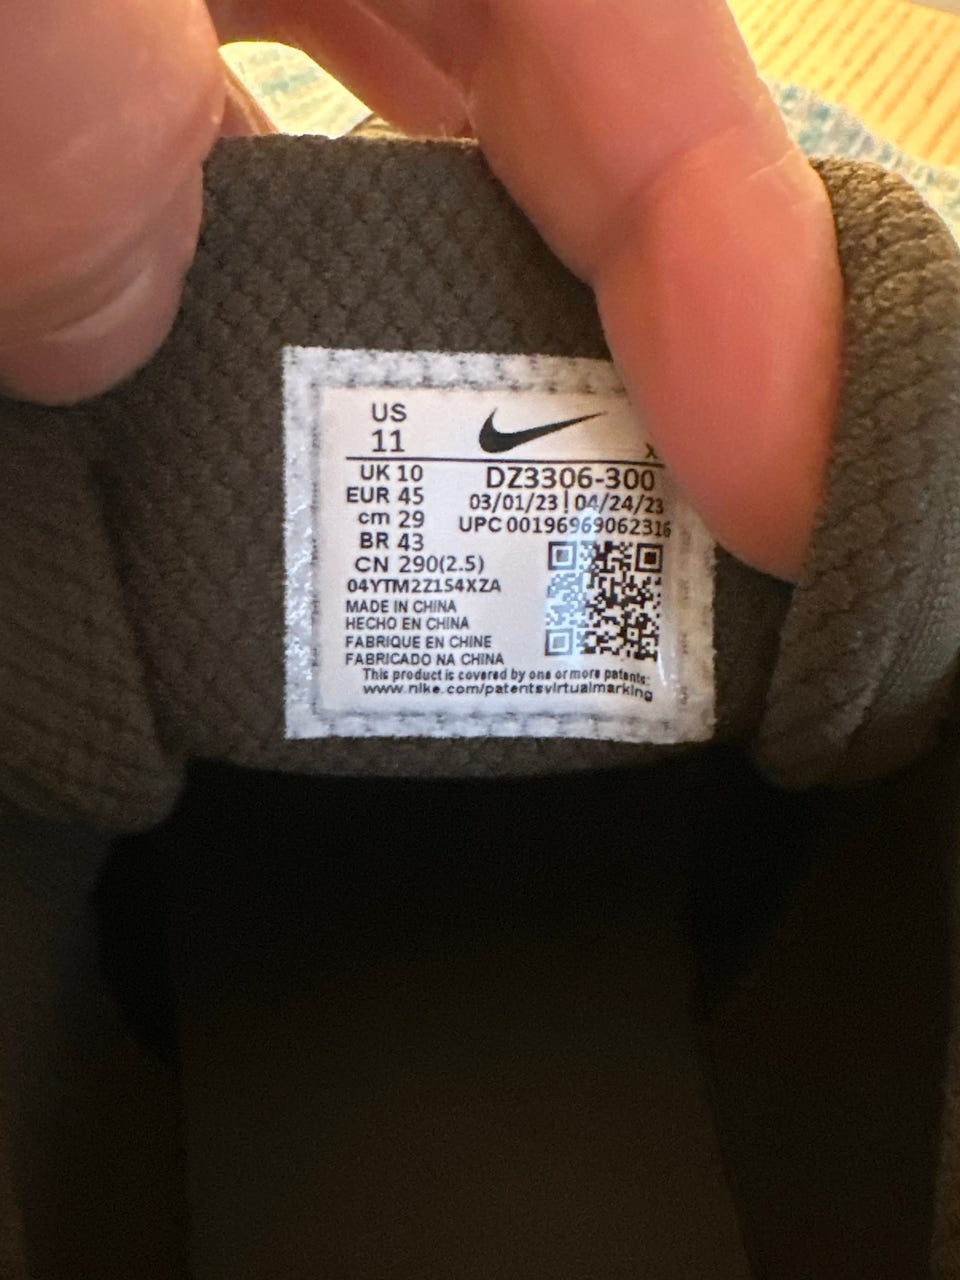 US
11
X
UK 10
EUR 45
cm 29
BR 43
CN 290(2.5)
DZ3306-300
03/01/23 | 04/24/23
UPC 00196969062316
04YTM2Z154XZA
MADE IN CHINA
HECHO EN CHINA
FABRIQUE EN CHINE
FABRICADO NA CHINA
This product is covered by one or more patents:
www.nike.com/patentsvirtualmarking